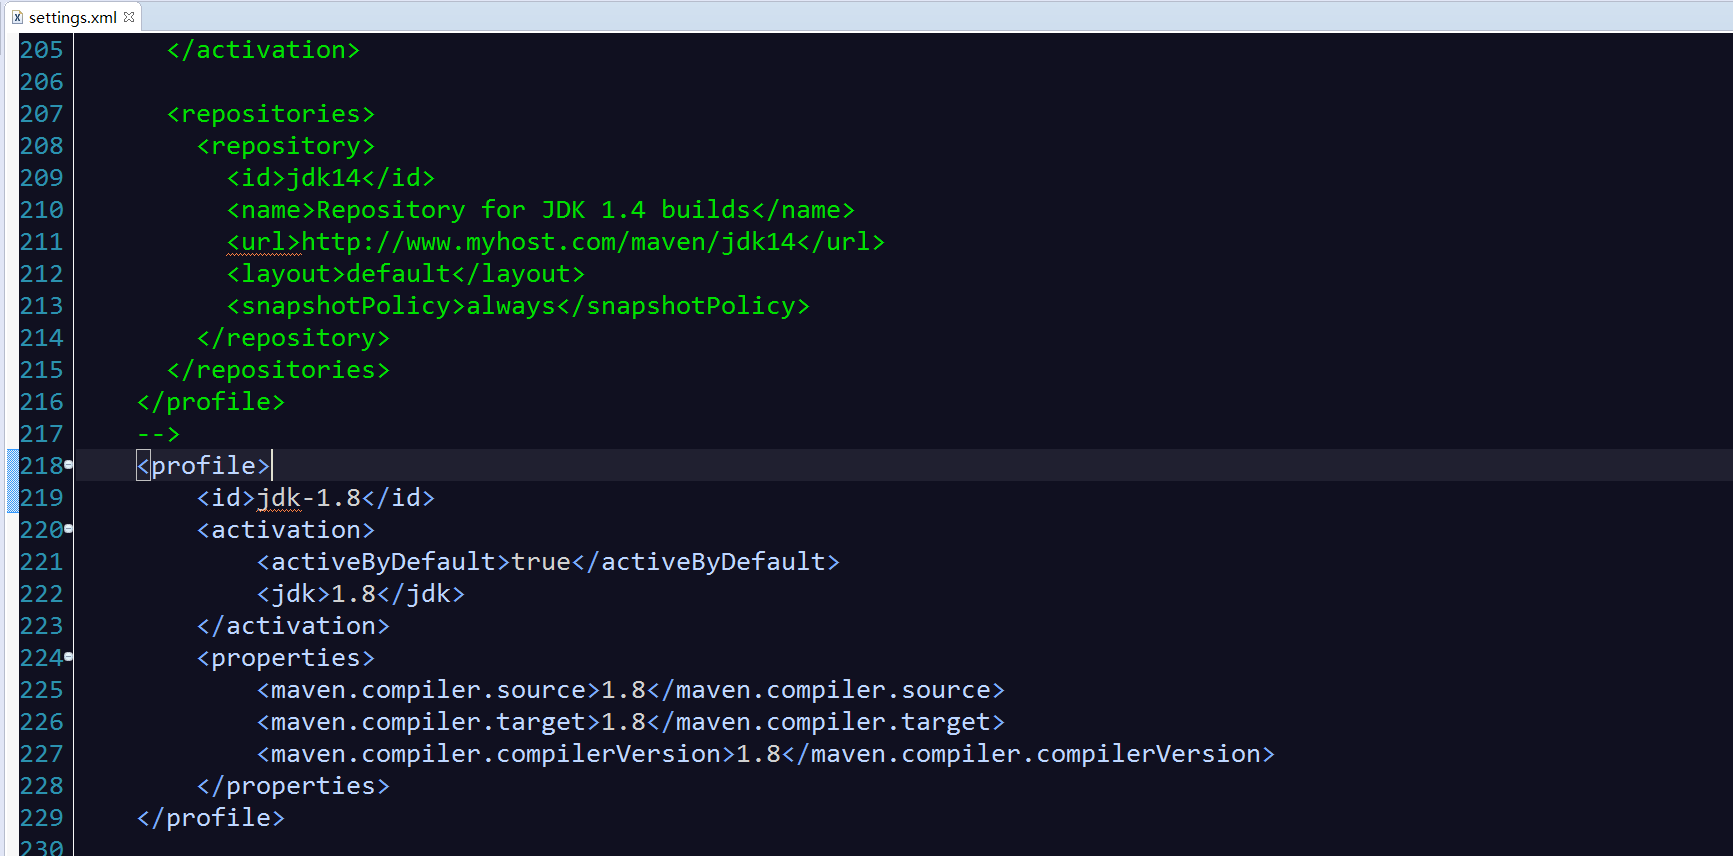 settings.xml
205 </activation>
206
207 <repositories>
208 <repository>
209 <id>jdk14</id>
210 <name>Repository for JDK 1.4 builds</name>
211 <url>http://www.myhost.com/maven/jdk14</url>
212 <layout>default</layout>
213 <snapshotPolicy>always</snapshotPolicy>
214 </repository>
215 </repositories>
216 </profile>
217 -->
218 <profile>
219 <id>jdk-1.8</id>
220 <activation>
221 <activeByDefault>true</activeByDefault>
222 <jdk>1.8</jdk>
223 </activation>
224 <properties>
225 <maven.compiler.source>1.8</maven.compiler.source>
226 <maven.compiler.target>1.8</maven.compiler.target>
227 <maven.compiler.compilerVersion>1.8</maven.compiler.compilerVersion>
228 </properties>
229 </profile>
230